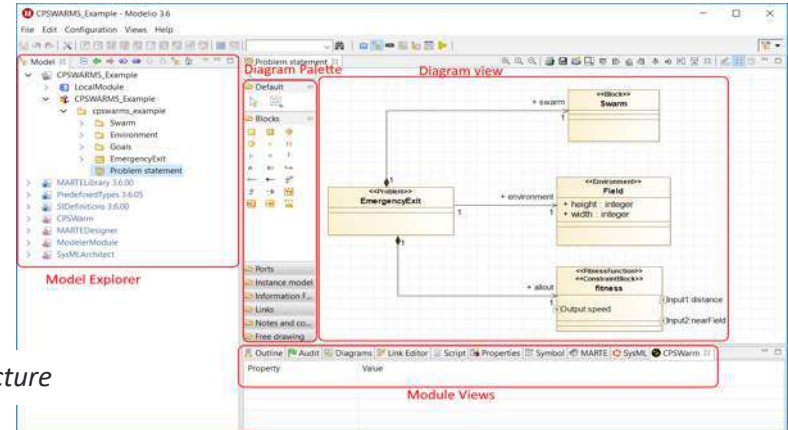 CPSWARMS_Example - Modelio 3.6
File Edit Configuration Views Help
Model
Problem statement
CPSWARMS_Example
LocalModule
CPSWARMS_Example
cpswarms_example
Swarm
Environment
Goals
EmergencyExit
Problem statement
MARTELibrary 3.6.00
PredefinedTypes 3.6.05
SIDefinitions 3.6.00
CPSWarm
MARTEDesigner
ModelerModule
SysMLArchitect
Model Explorer
Diagram Palette
Default
Blocks
Ports
Instance model
Information F...
Links
Notes and co...
Free drawing
Diagram view
<<Block>>
Swarm
+ swarm
1
1
<<Problem>>
EmergencyExit
1
+ environment
1
<<Environment>>
Field
+ height : integer
+ width : integer
1
+ allout
1
<<FitnessFunction>>
<<ConstraintBlock>>
fitness
Input1:distance
Output:speed
Input2:nearField
Outline Audit Diagrams Link Editor Script Properties Symbol MARTE SysML CPSWarm
Property Value
Module Views
cture